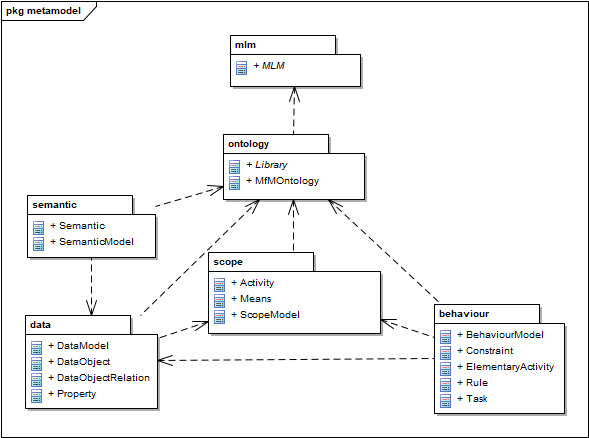 pkg metamodel
mlm
+ MLM
ontology
+ Library
+ MfMOntology
semantic
+ Semantic
+ SemanticModel
scope
+ Activity
+ Means
+ ScopeModel
data
+ DataModel
+ DataObject
+ DataObjectRelation
+ Property
behaviour
+ BehaviourModel
+ Constraint
+ ElementaryActivity
+ Rule
+ Task